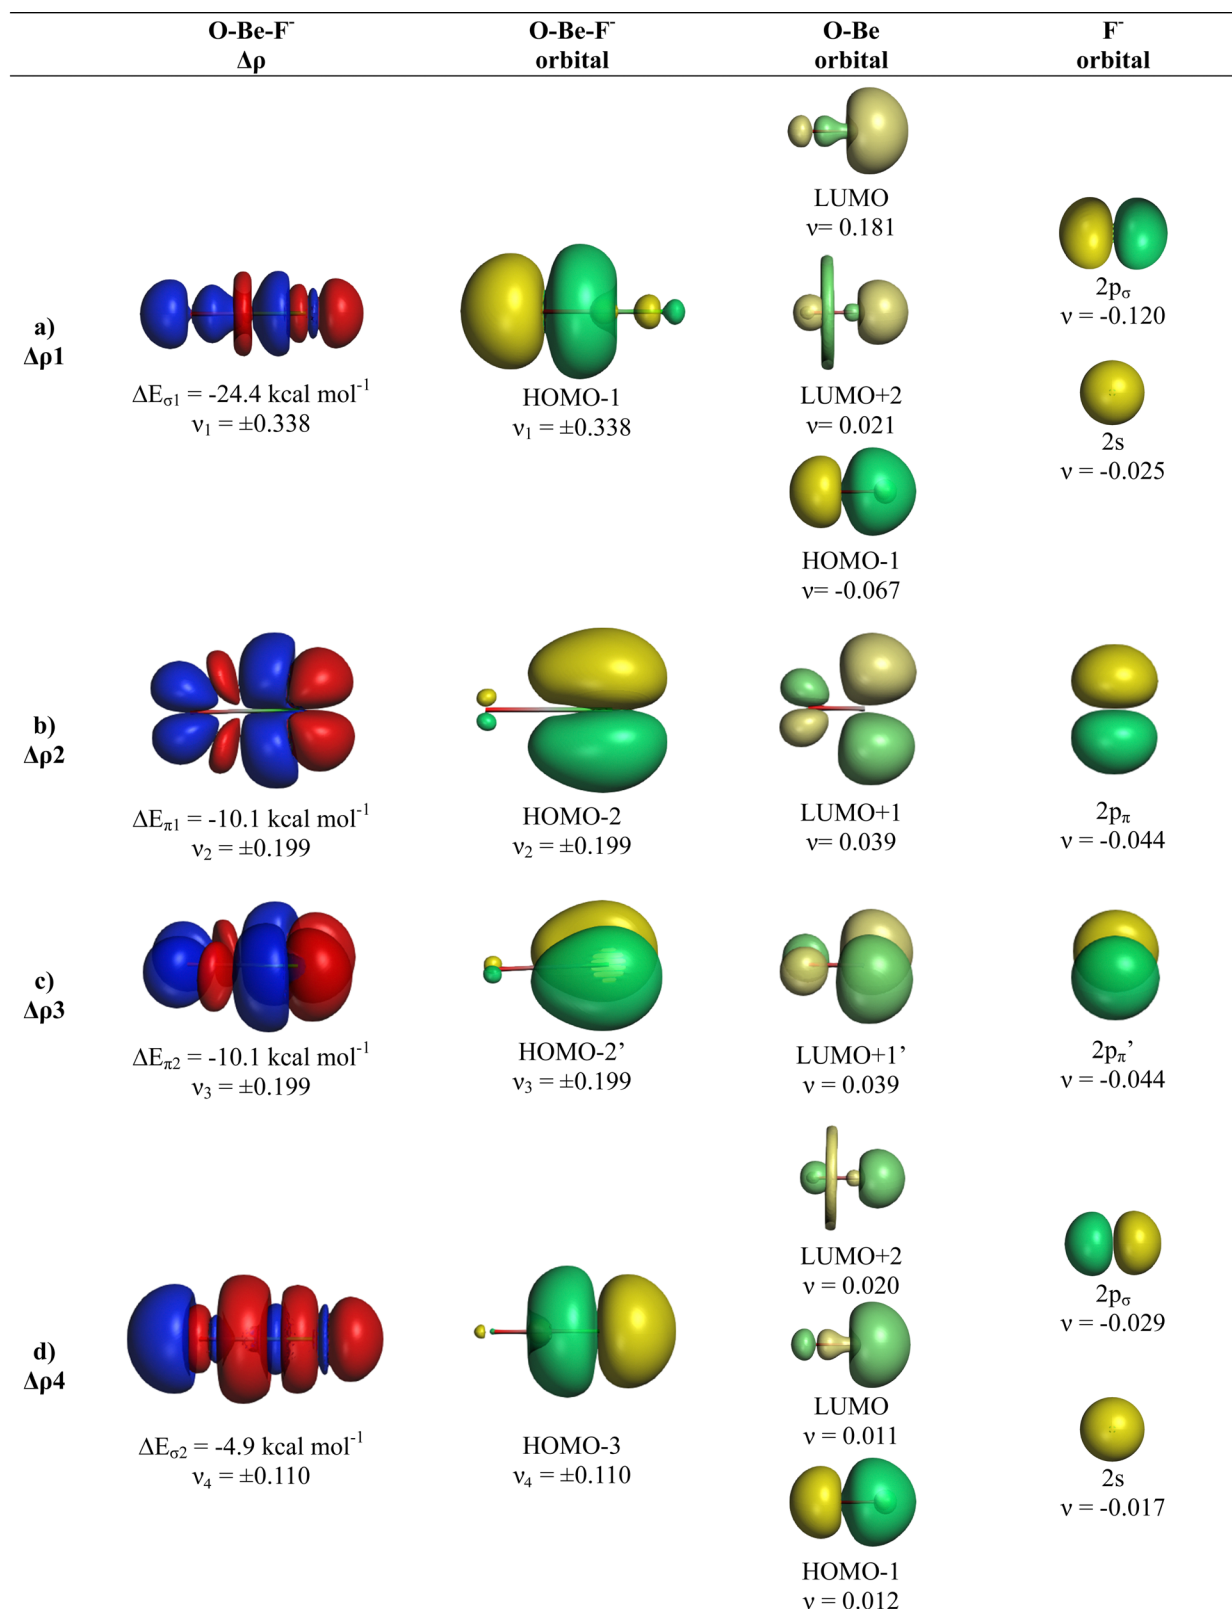 O-Be-F⁻ O-Be-F⁻ O-Be F⁻
Δρ orbital orbital orbital
LUMO
ν= 0.181
2pσ
ν = -0.120
a)
Δρ1
ΔEσ1 = -24.4 kcal mol⁻¹
ν₁ = ±0.338
HOMO-1
ν₁ = ±0.338
LUMO+2
ν= 0.021
2s
ν = -0.025
HOMO-1
ν= -0.067
b)
Δρ2
ΔEπ1 = -10.1 kcal mol⁻¹
ν₂ = ±0.199
HOMO-2
ν₂ = ±0.199
LUMO+1
ν= 0.039
2pπ
ν = -0.044
c)
Δρ3
ΔEπ2 = -10.1 kcal mol⁻¹
ν₃ = ±0.199
HOMO-2’
ν₃ = ±0.199
LUMO+1’
ν = 0.039
2pπ’
ν = -0.044
LUMO+2
ν = 0.020
2pσ
ν = -0.029
d)
Δρ4
LUMO
ν = 0.011
ΔEσ2 = -4.9 kcal mol⁻¹
ν₄ = ±0.110
HOMO-3
ν₄ = ±0.110
2s
ν = -0.017
HOMO-1
ν = 0.012